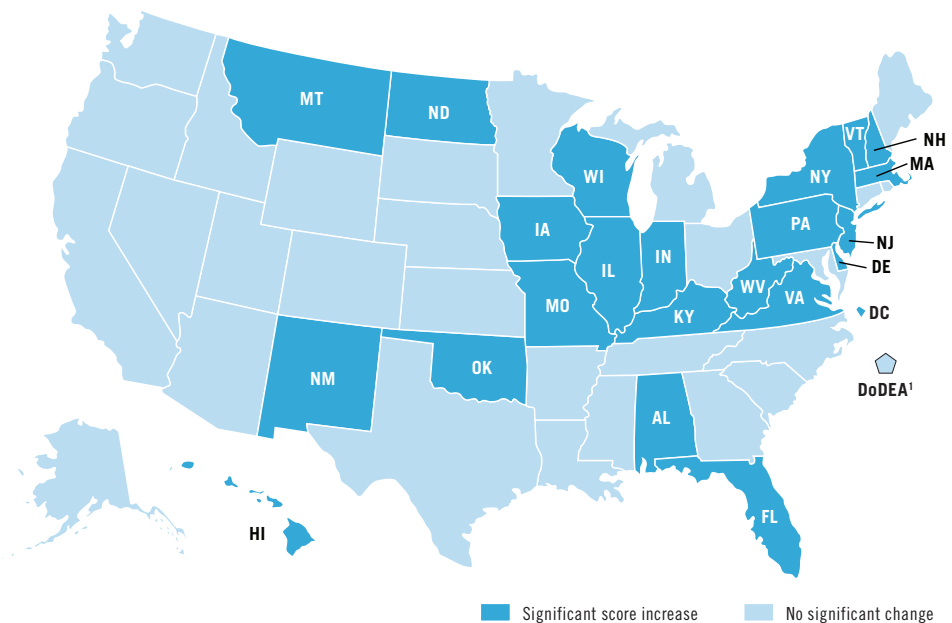 MT
ND
VT
NH
MA
WI
NY
PA
IA
NJ
IL
IN
DE
MO
WV
VA
KY
DC
NM
OK
DoDEA¹
AL
FL
HI
Significant score increase
No significant change